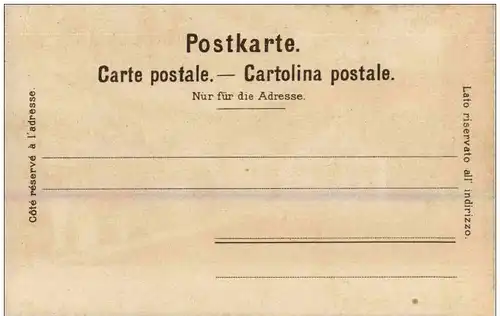 Postkarte.
Carte postale. — Cartolina postale.
Nur für die Adresse.
Côté réservé à l'adresse.
Lato riservato all' indirizzo.